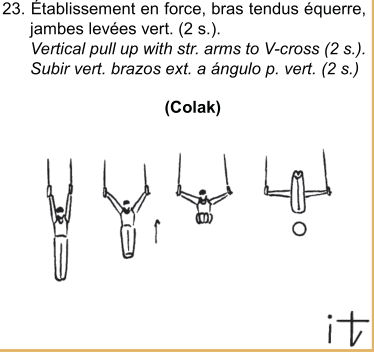 23. Établissement en force, bras tendus équerre,
jambes levées vert. (2 s.).
Vertical pull up with str. arms to V-cross (2 s.).
Subir vert. brazos ext. a ángulo p. vert. (2 s.)
(Colak)
it